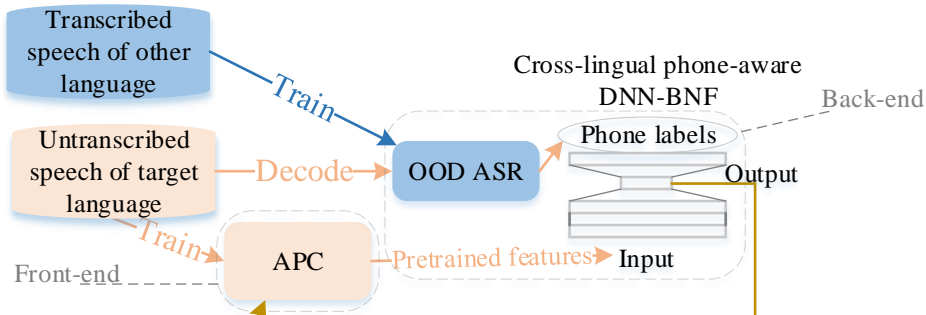 Transcribed
speech of other
language
Train
Cross-lingual phone-aware
DNN-BNF
Back-end
Phone labels
Untranscribed
speech of target
language
Decode
OOD ASR
Output
Train
APC
Pretrained features
Input
Front-end